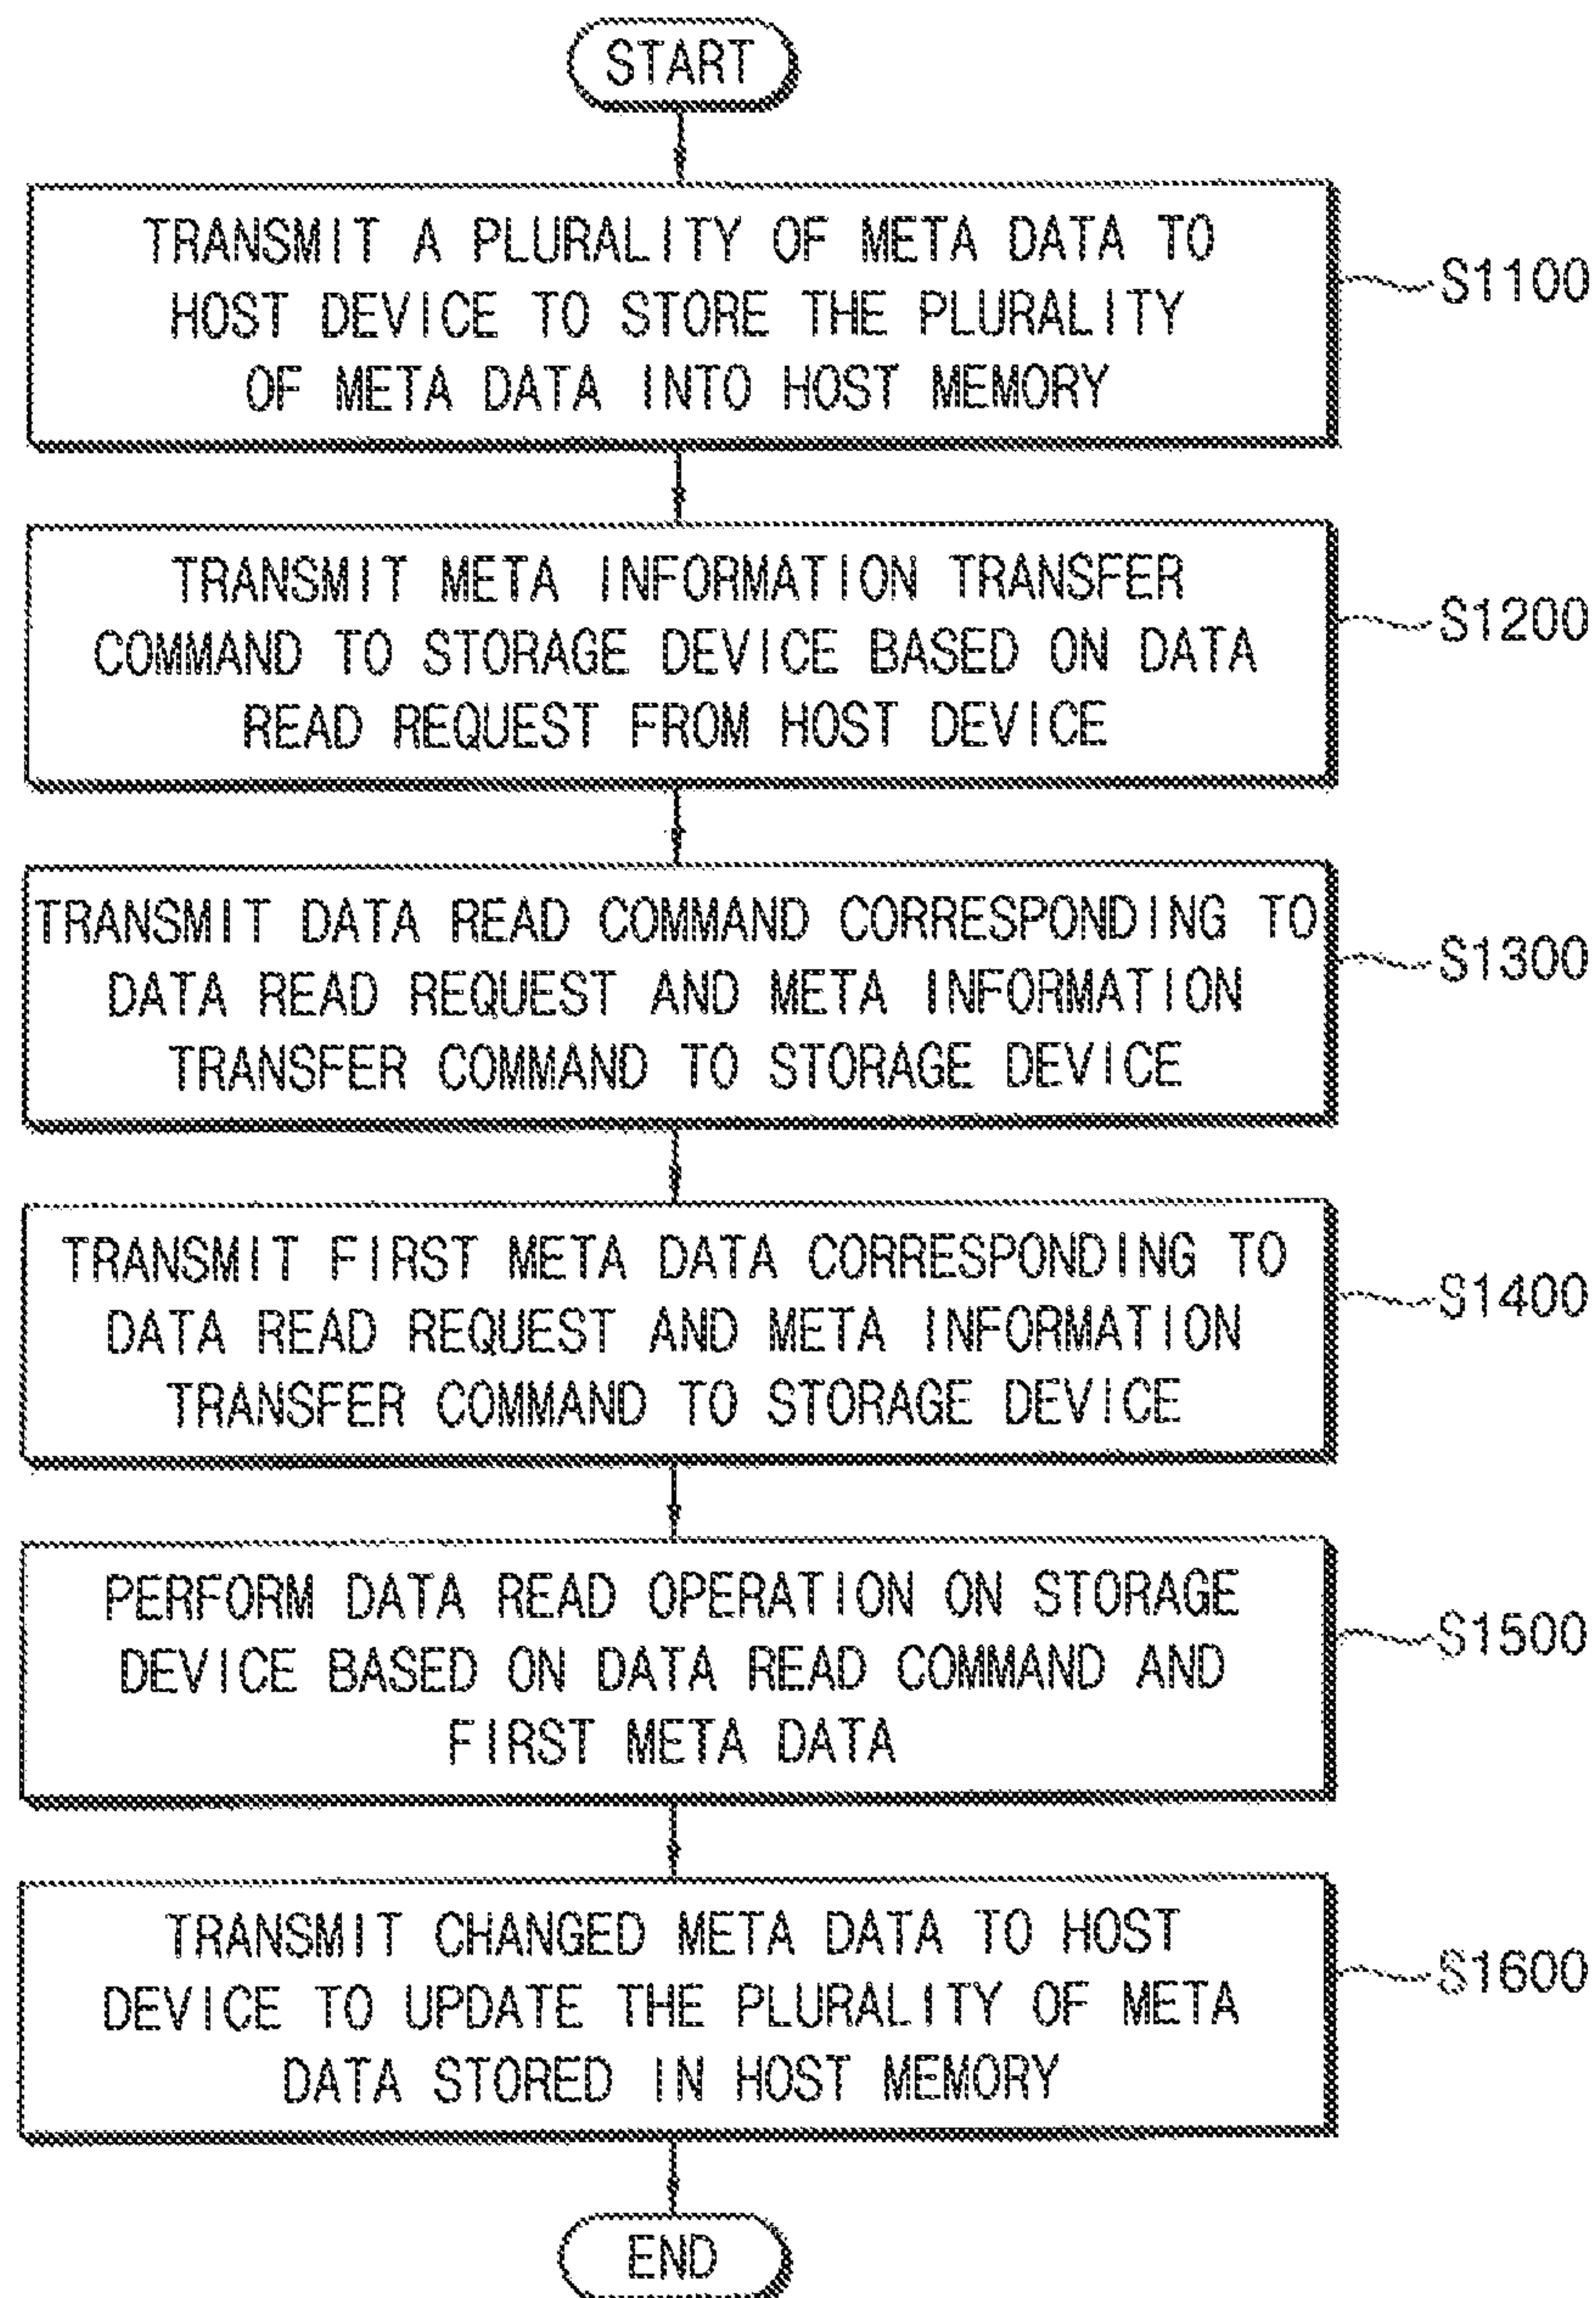 START
TRANSMIT A PLURALITY OF META DATA TO
HOST DEVICE TO STORE THE PLURALITY
OF META DATA INTO HOST MEMORY
S1100
TRANSMIT META INFORMATION TRANSFER
COMMAND TO STORAGE DEVICE BASED ON DATA
READ REQUEST FROM HOST DEVICE
S1200
TRANSMIT DATA READ COMMAND CORRESPONDING TO
DATA READ REQUEST AND META INFORMATION
TRANSFER COMMAND TO STORAGE DEVICE
S1300
TRANSMIT FIRST META DATA CORRESPONDING TO
DATA READ REQUEST AND META INFORMATION
TRANSFER COMMAND TO STORAGE DEVICE
S1400
PERFORM DATA READ OPERATION ON STORAGE
DEVICE BASED ON DATA READ COMMAND AND
FIRST META DATA
S1500
TRANSMIT CHANGED META DATA TO HOST
DEVICE TO UPDATE THE PLURALITY OF META
DATA STORED IN HOST MEMORY
S1600
END